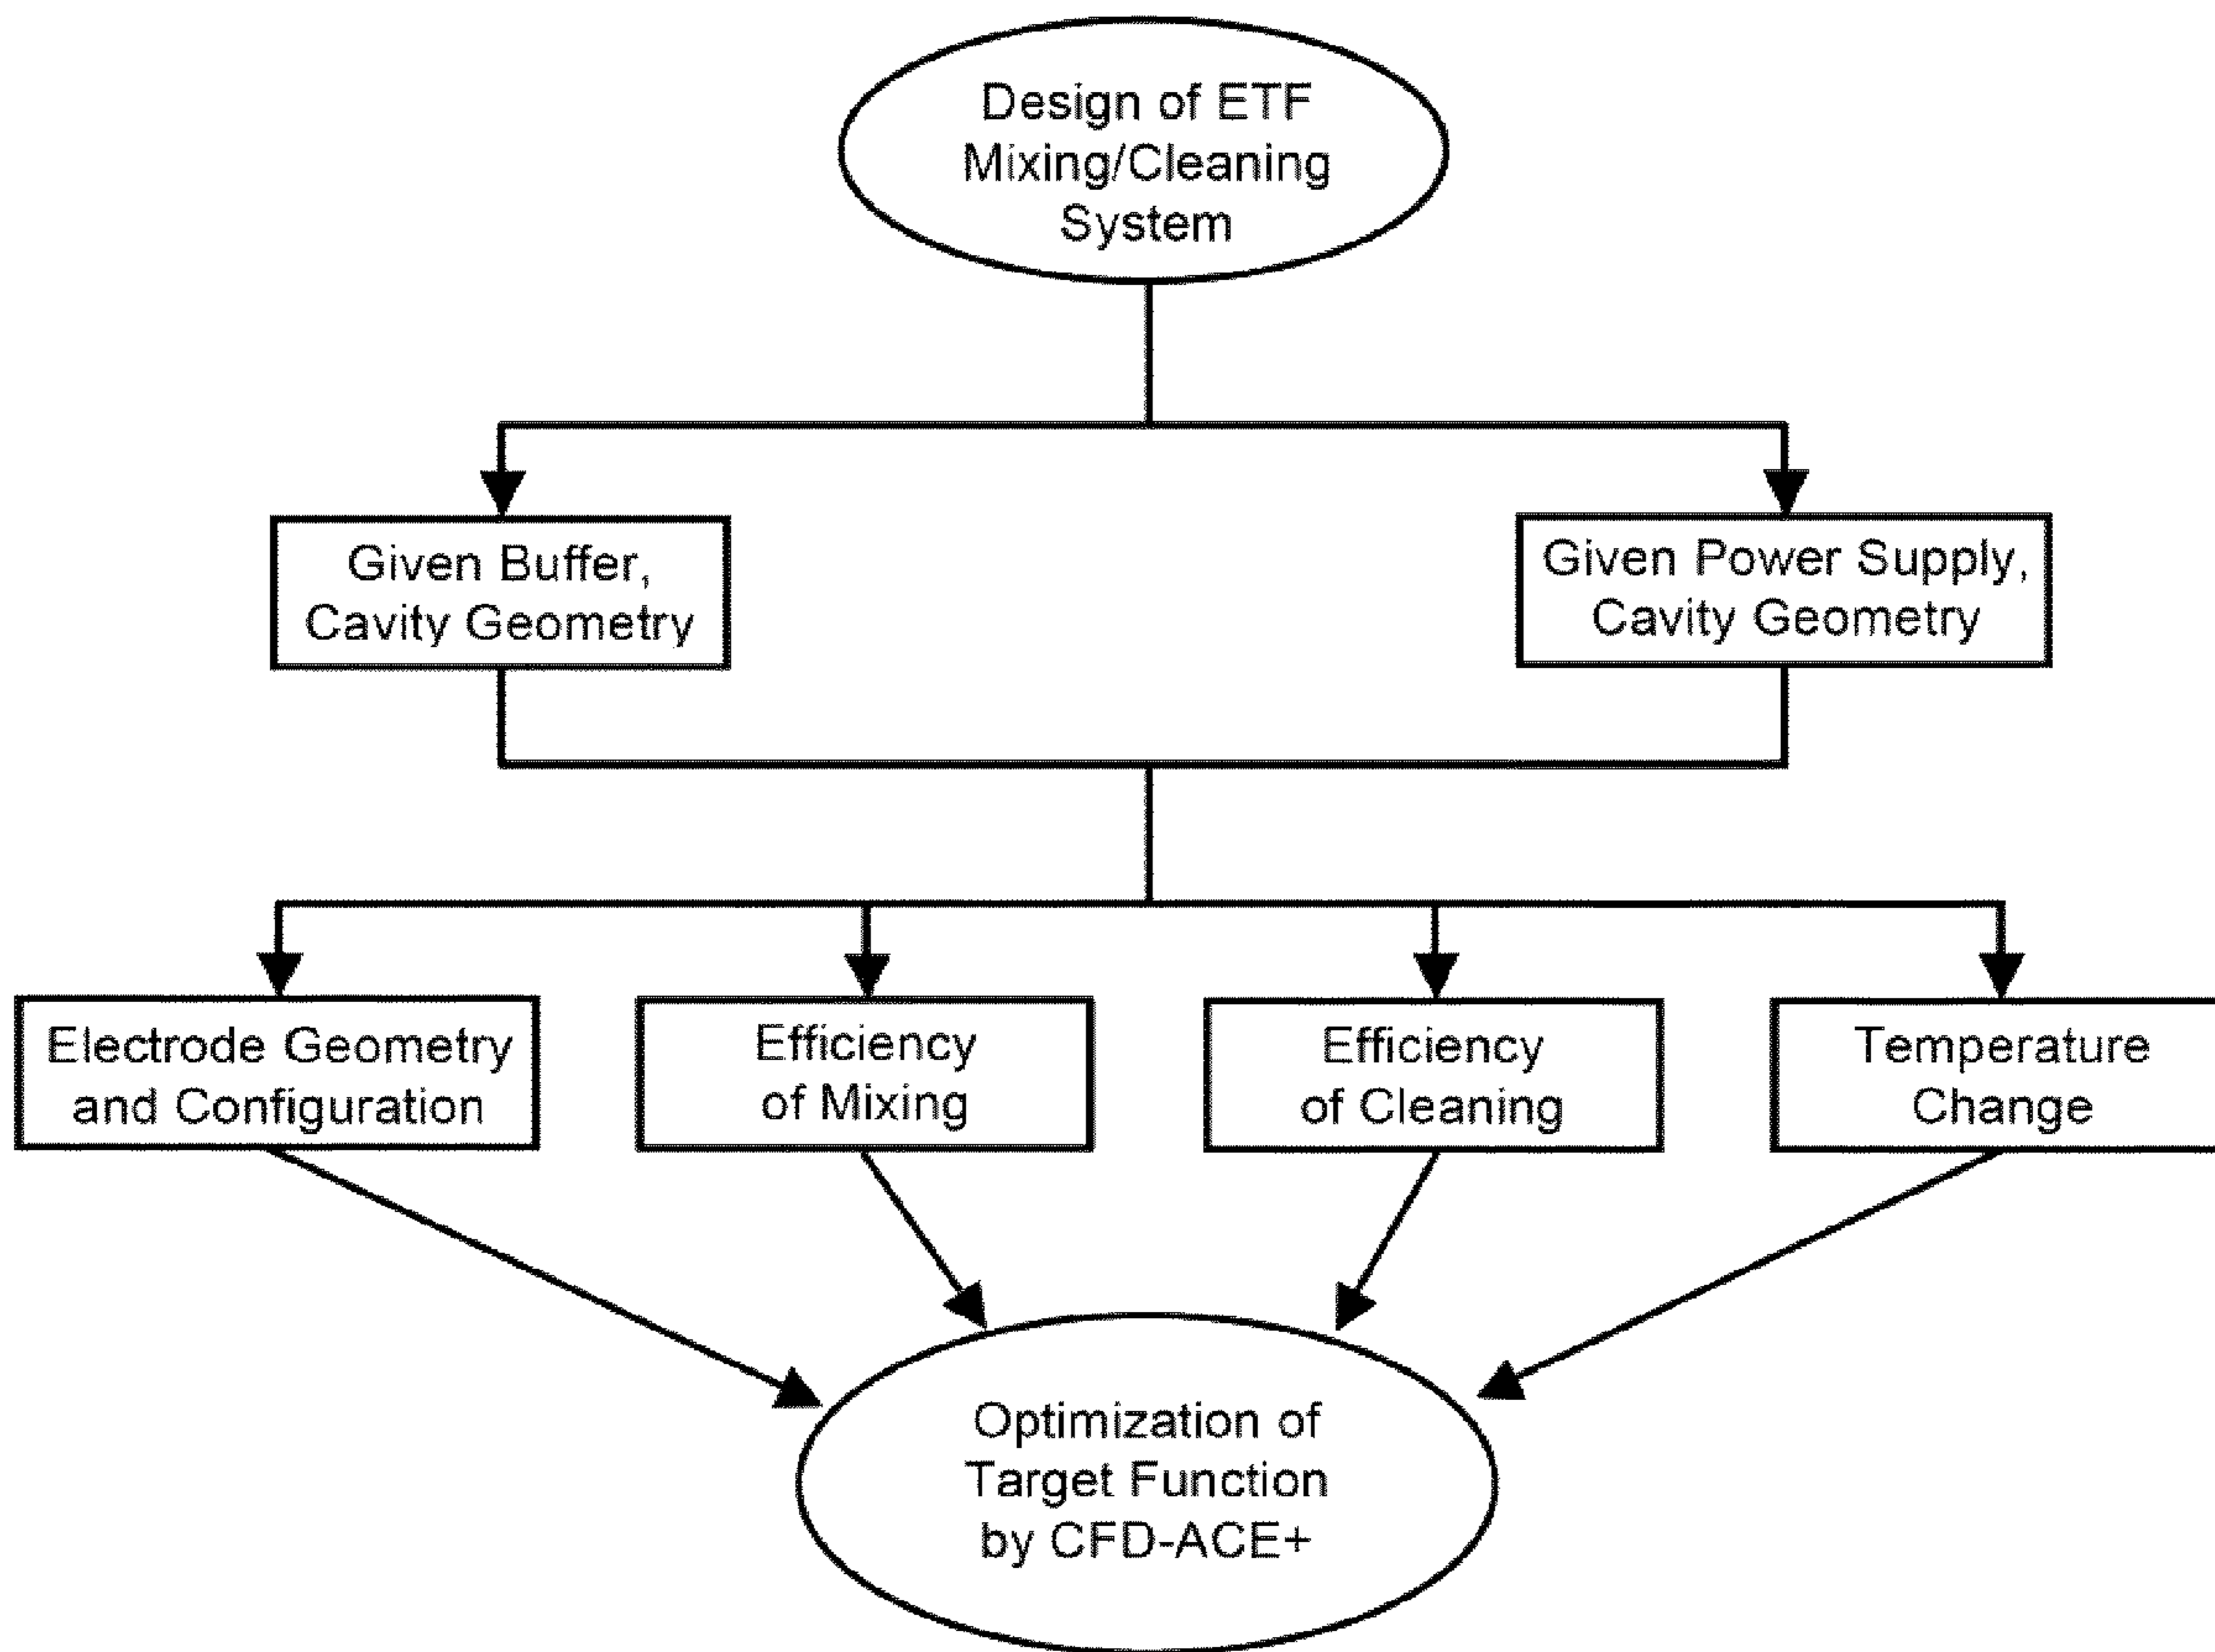 Design of ETF
Mixing/Cleaning
System
Given Buffer,
Cavity Geometry
Given Power Supply,
Cavity Geometry
Electrode Geometry
and Configuration
Efficiency
of Mixing
Efficiency
of Cleaning
Temperature
Change
Optimization of
Target Function
by CFD-ACE+